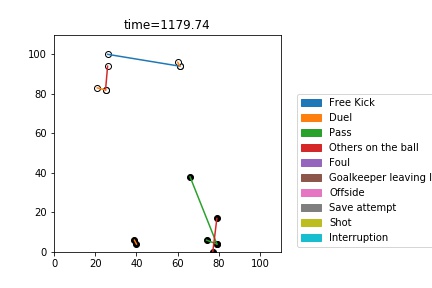 time=1179.74
100
80
60
40
20
0
0 20 40 60 80 100
Free Kick
Duel
Pass
Others on the ball
Foul
Goalkeeper leaving l
Offside
Save attempt
Shot
Interruption